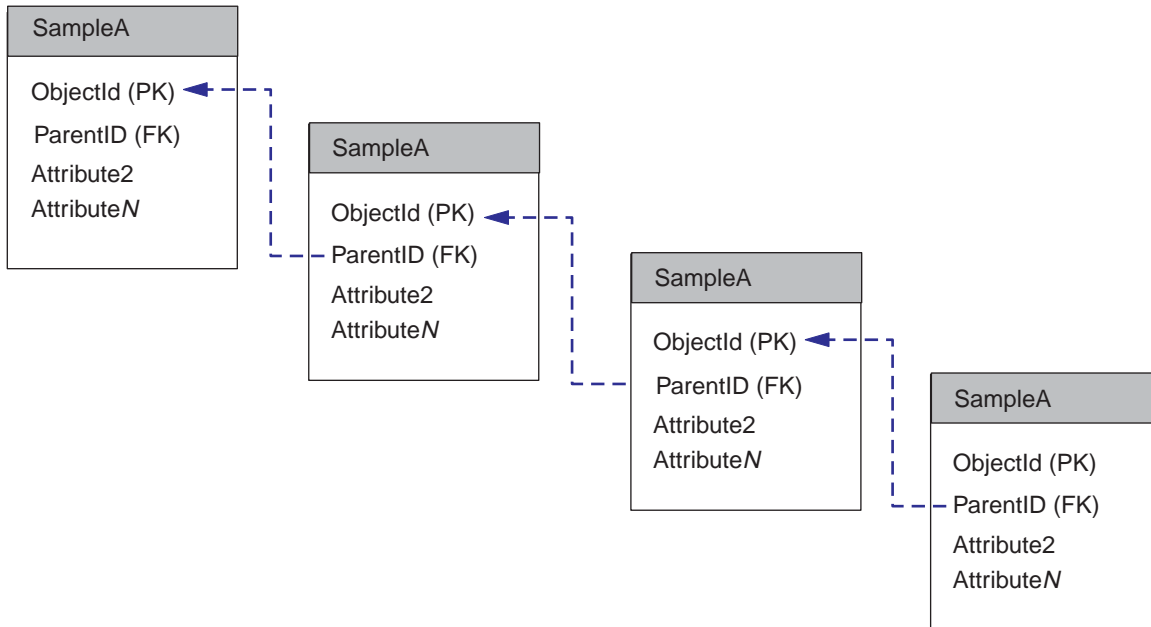 SampleA
ObjectId (PK)
ParentID (FK)
Attribute2
AttributeN
SampleA
ObjectId (PK)
ParentID (FK)
Attribute2
AttributeN
SampleA
ObjectId (PK)
ParentID (FK)
Attribute2
AttributeN
SampleA
ObjectId (PK)
ParentID (FK)
Attribute2
AttributeN